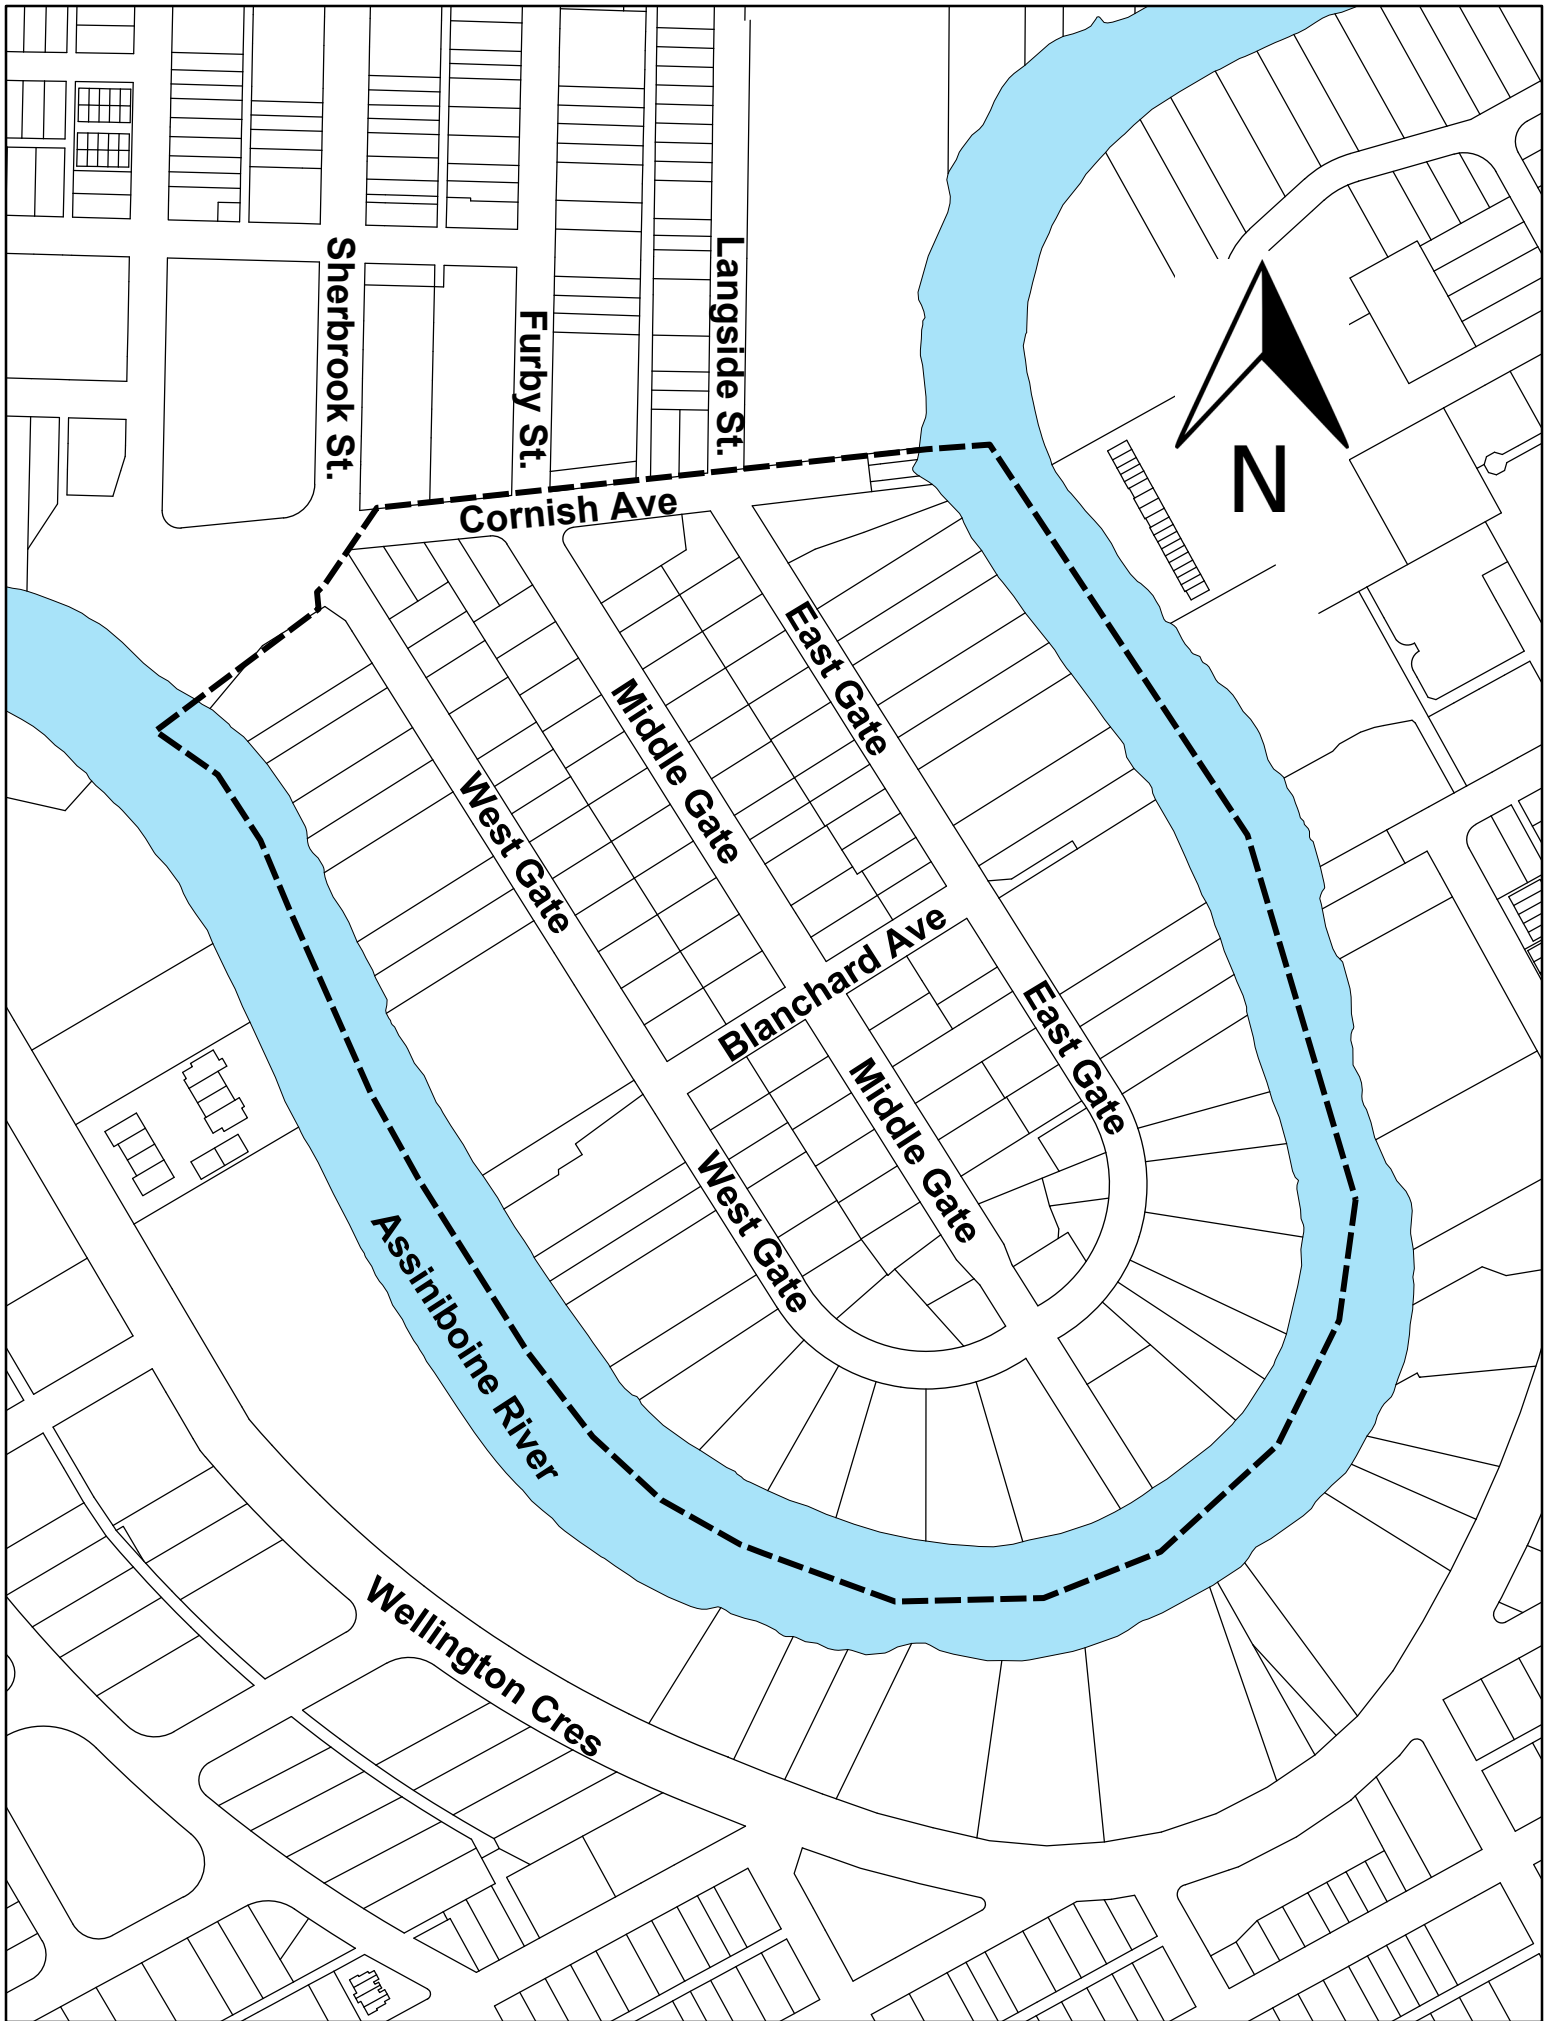 Sherbrook St.
Furby St.
Langside St.
N
Cornish Ave
East Gate
Middle Gate
West Gate
Blanchard Ave
East Gate
Middle Gate
West Gate
Assiniboine River
Wellington Cres